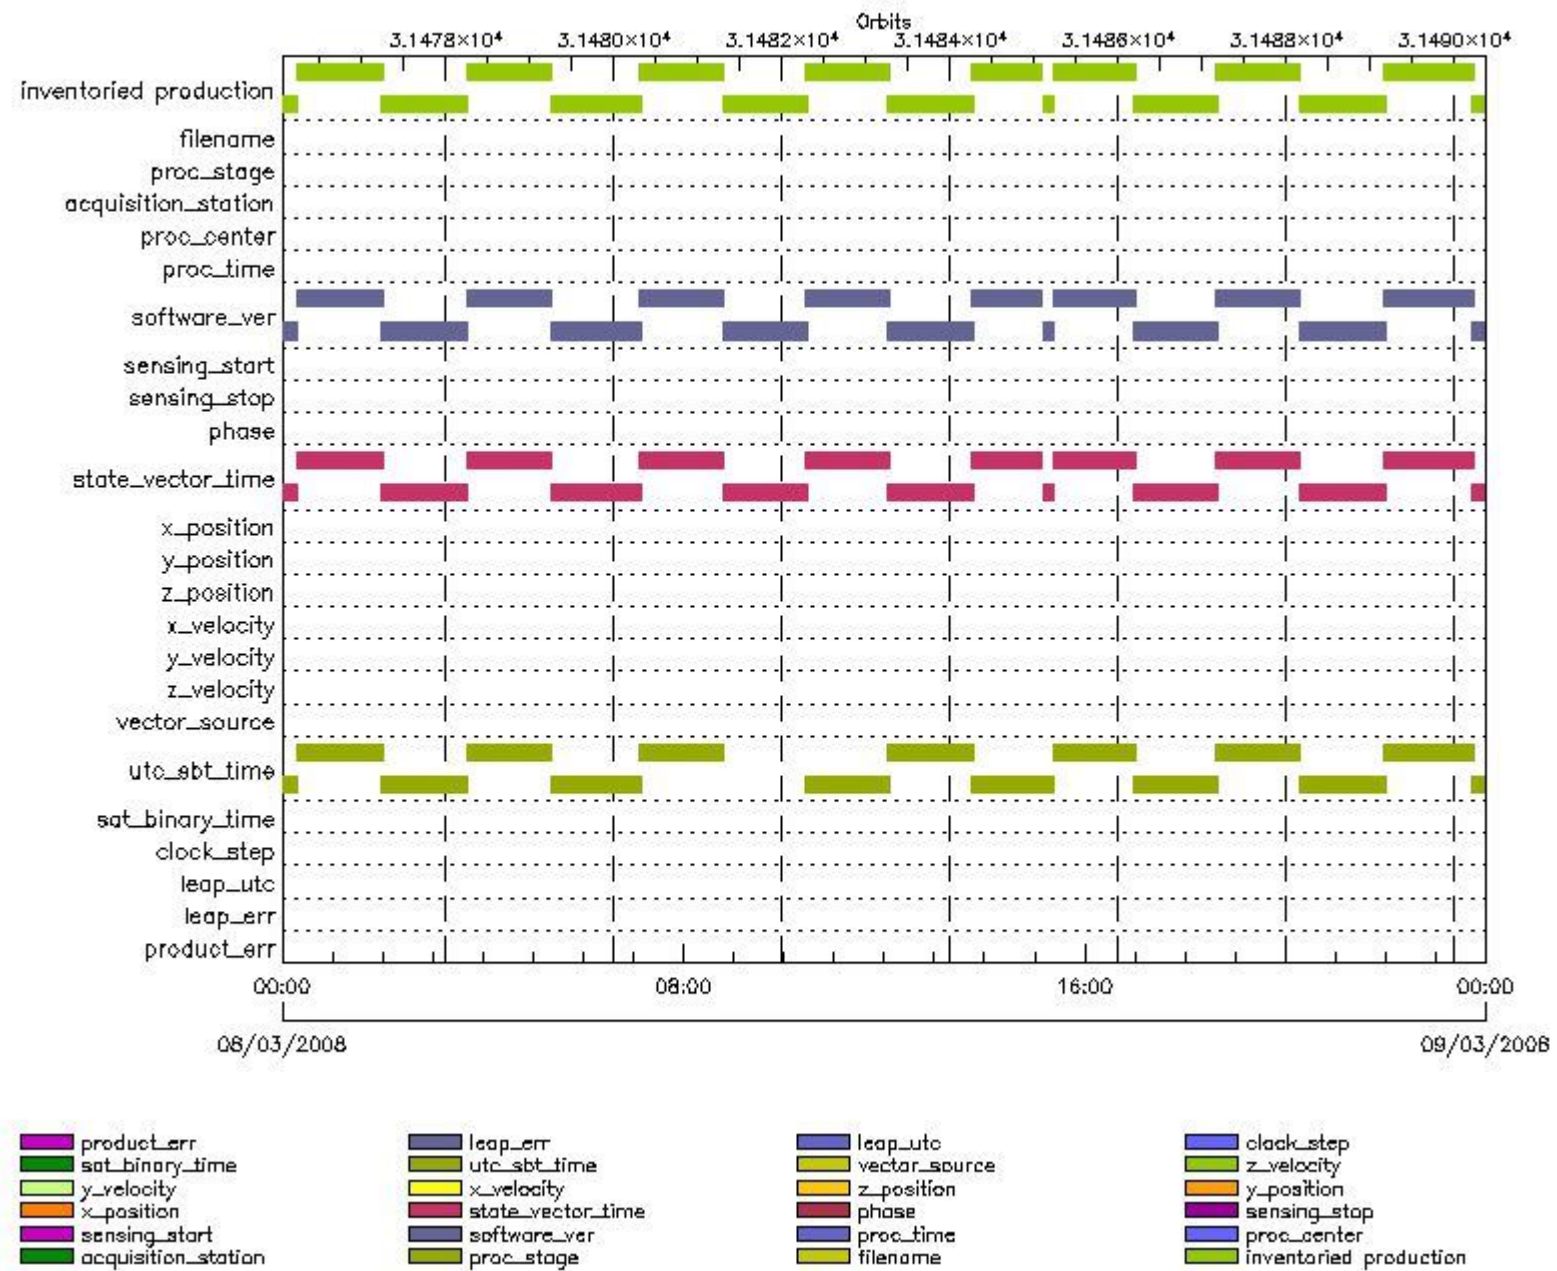 Orbits
3.1478×10⁴ 3.1480×10⁴ 3.1482×10⁴ 3.1484×10⁴ 3.1486×10⁴ 3.1488×10⁴ 3.1490×10⁴
inventoried production
filename
proc_stage
acquisition_station
proc_center
proc_time
software_ver
sensing_start
sensing_stop
phase
state_vector_time
x_position
y_position
z_position
x_velocity
y_velocity
z_velocity
vector_source
utc_sbt_time
sat_binary_time
clock_step
leap_utc
leap_err
product_err
00:00 08:00 16:00 00:00
08/03/2008 09/03/2008
product_err leap_err leap_utc clock_step
sat_binary_time utc_sbt_time vector_source z_velocity
y_velocity x_velocity z_position y_position
x_position state_vector_time phase sensing_stop
sensing_start software_ver proc_time proc_center
acquisition_station proc_stage filename inventoried production